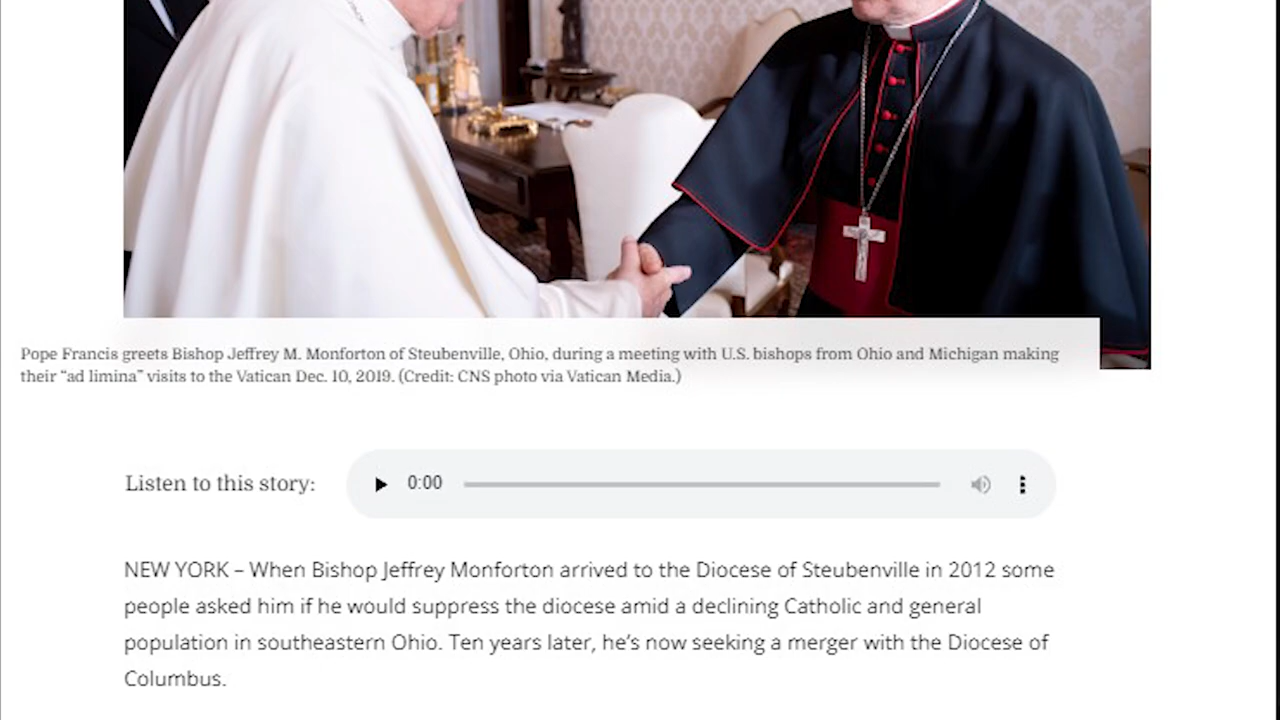 Pope Francis greets Bishop Jeffrey M. Monforton of Steubenville, Ohio, during a meeting with U.S. bishops from Ohio and Michigan making
their “ad limina” visits to the Vatican Dec. 10, 2019. (Credit: CNS photo via Vatican Media.)
Listen to this story:
0:00
NEW YORK – When Bishop Jeffrey Monforton arrived to the Diocese of Steubenville in 2012 some
people asked him if he would suppress the diocese amid a declining Catholic and general
population in southeastern Ohio. Ten years later, he’s now seeking a merger with the Diocese of
Columbus.